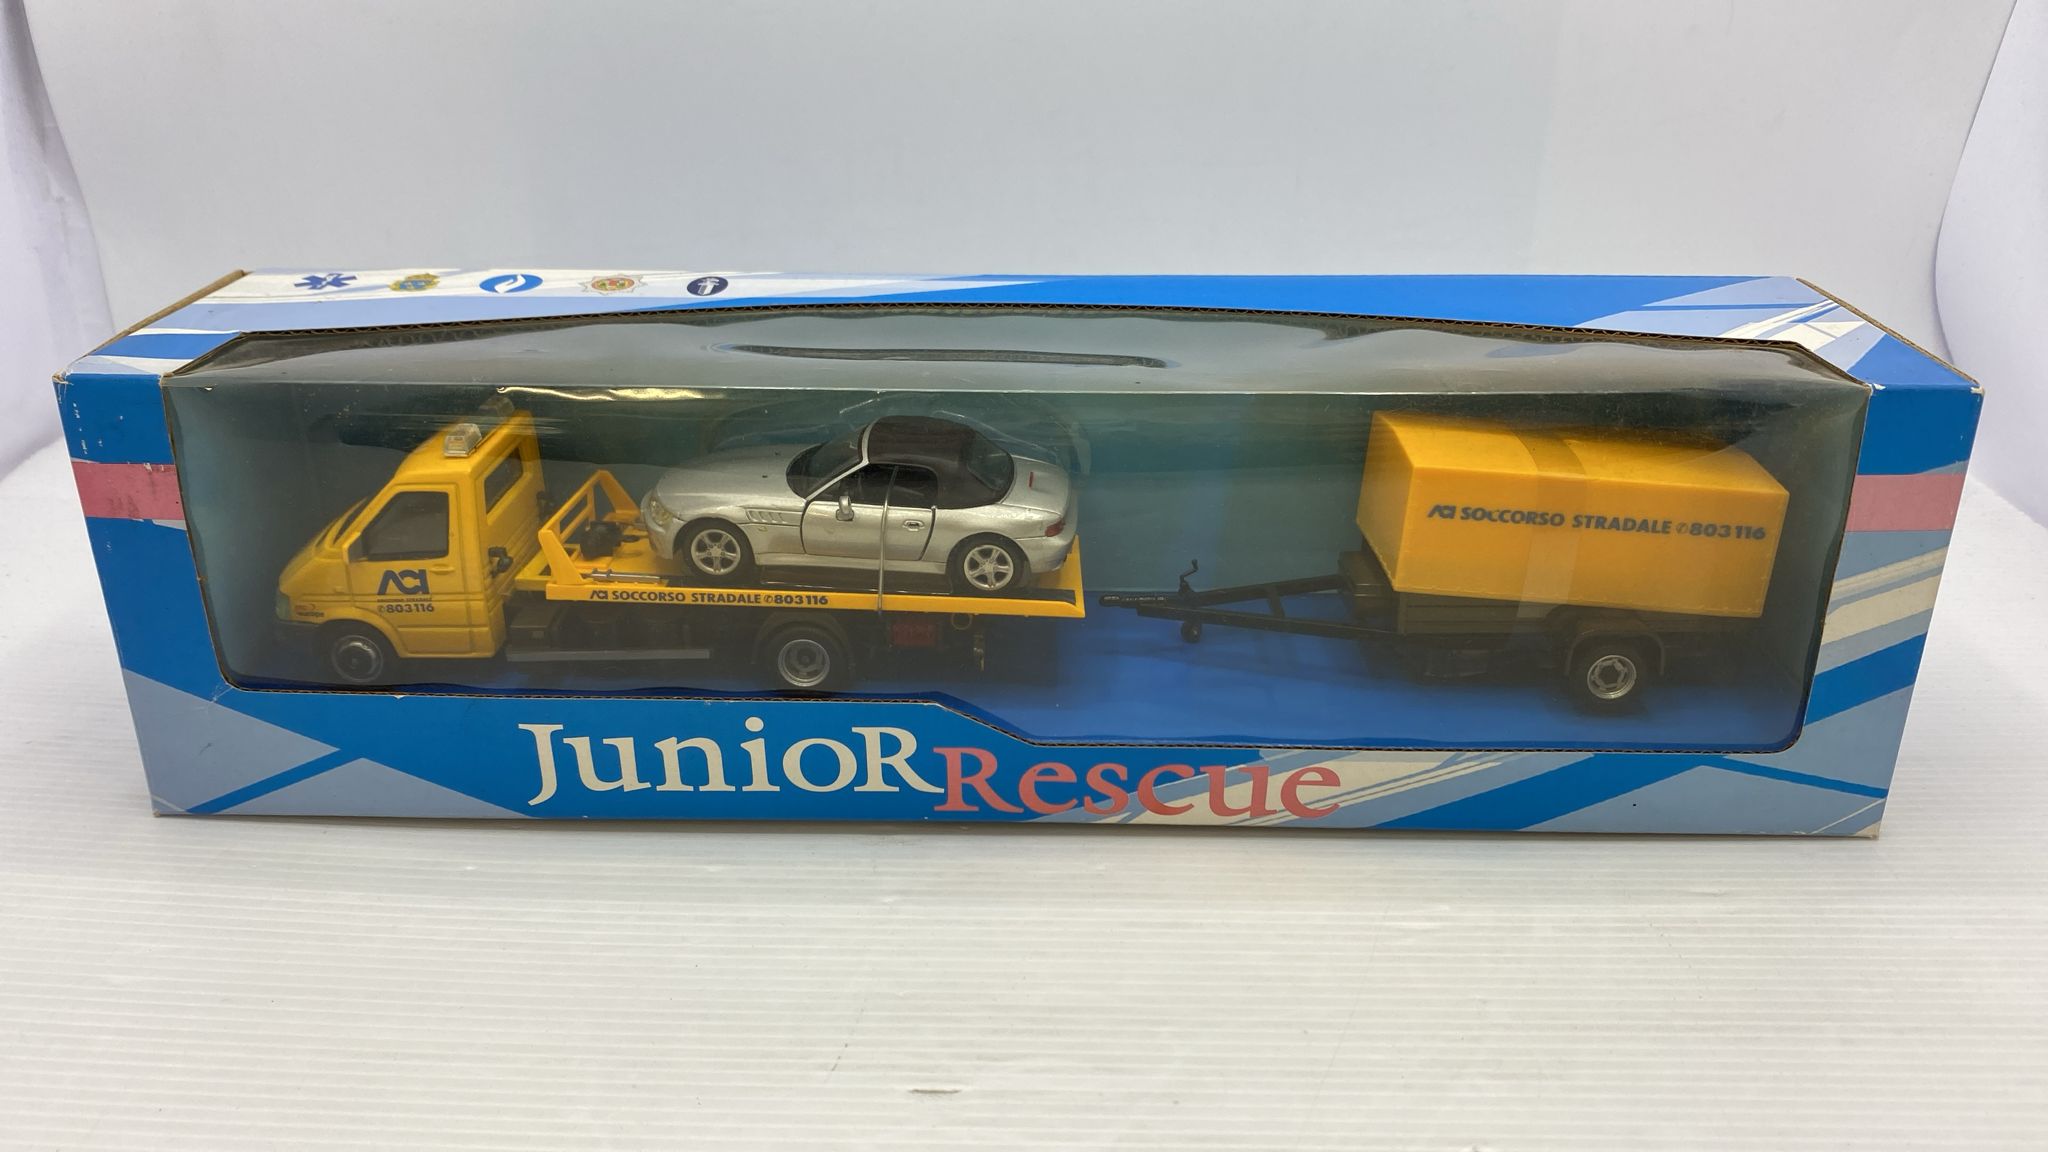 ACI
803116
ACI SOCCORSO STRADALE 803116
ACI SOCCORSO STRADALE 803116
JunioR Rescue